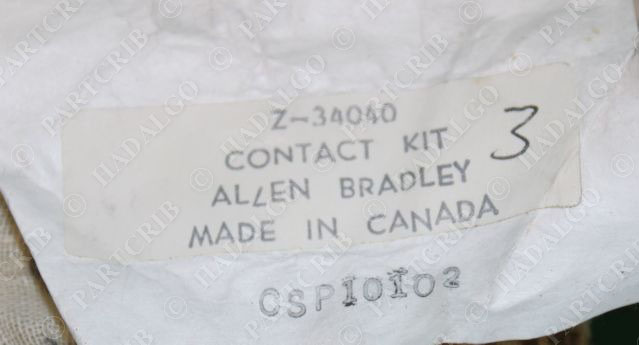 Z-34040
CONTACT KIT 3
ALLEN BRADLEY
MADE IN CANADA
CSP10102